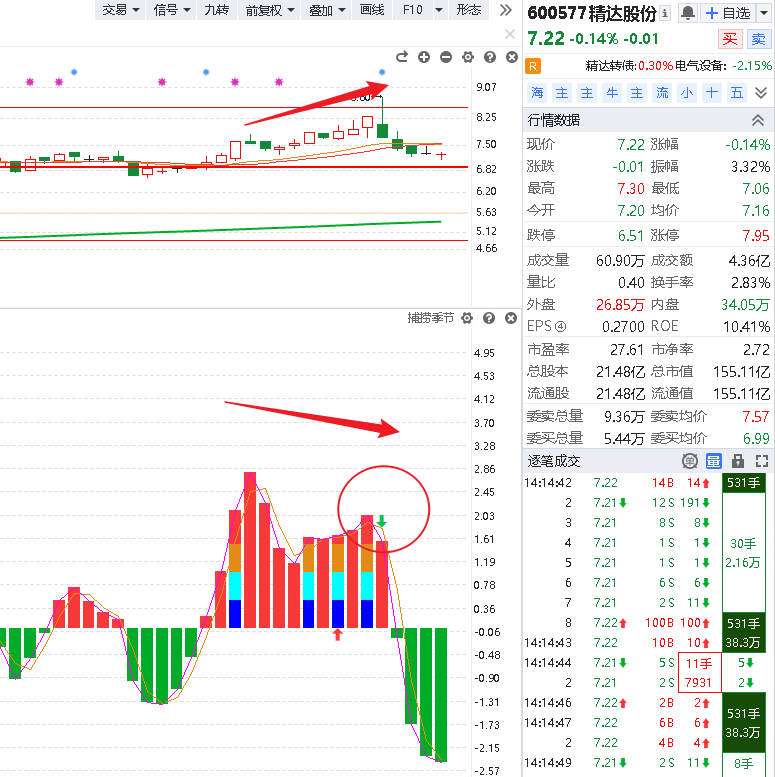 交易 信号 九转 前复权 叠加 画线 F10 形态
9.07
8.25
7.50
6.82
6.20
5.63
5.12
4.66
捕捞季节
4.95
4.53
4.12
3.70
3.28
2.86
2.45
2.03
1.61
1.19
0.78
0.36
-0.06
-0.48
-0.90
-1.31
-1.73
-2.15
-2.57
600577精达股份 自选
7.22 -0.14% -0.01 买 卖
R 精达转债:0.30% 电气设备: -2.15%
海 主 主 牛 主 流 小 十 五
行情数据
现价 7.22 涨幅 -0.14%
涨跌 -0.01 振幅 3.32%
最高 7.30 最低 7.06
今开 7.20 均价 7.16
跌停 6.51 涨停 7.95
成交量 60.90万 成交额 4.36亿
量比 0.40 换手率 2.83%
外盘 26.85万 内盘 34.05万
EPS④ 0.2700 ROE 10.41%
市盈率 27.61 市净率 2.72
总股本 21.48亿 总市值 155.11亿
流通股 21.48亿 流通值 155.11亿
委卖总量 9.36万 委卖均价 7.57
委买总量 5.44万 委买均价 6.99
逐笔成交 单 量
14:14:42 7.22 14B 14 531手
2 7.21 12S 191
3 7.21 8S 8
4 7.21 1S 1 30手
5 7.21 1S 1 2.16万
6 7.21 6S 6
7 7.21 2S 11
8 7.22 100B 100 531手
14:14:43 7.22 10B 10 38.3万
14:14:44 7.21 5S 11手 5
2 7.21 2S 7931 2
14:14:46 7.22 2B 2
14:14:47 7.22 6B 6 531手
2 7.22 4B 4 38.3万
14:14:49 7.21 2S 11 8手